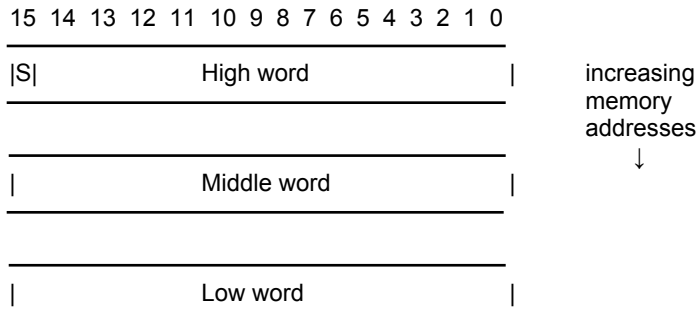 15 14 13 12 11 10 9 8 7 6 5 4 3 2 1 0
|S| High word | increasing
memory
addresses
↓
| Middle word |
| Low word |